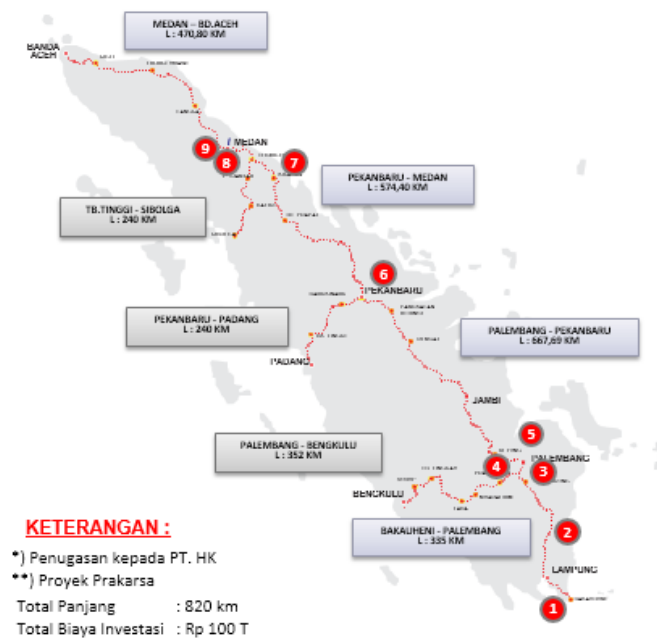 MEDAN – BD.ACEH
L : 470,80 KM
BANDA
ACEH
MEDAN
9
8
7
PEKANBARU - MEDAN
L : 574,40 KM
TB.TINGGI - SIBOLGA
L : 240 KM
6
PEKANBARU
PEKANBARU - PADANG
L : 240 KM
PALEMBANG - PEKANBARU
L : 667,69 KM
PADANG
JAMBI
5
PALEMBANG - BENGKULU
L : 352 KM
PALEMBANG
4
3
BENGKULU
BAKAUHENI - PALEMBANG
L : 335 KM
2
LAMPUNG
1
KETERANGAN :
*) Penugasan kepada PT. HK
**) Proyek Prakarsa
Total Panjang : 820 km
Total Biaya Investasi : Rp 100 T